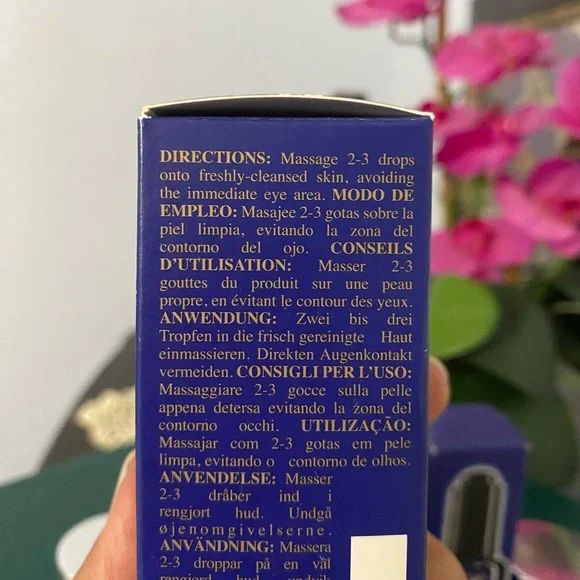 DIRECTIONS: Massage 2-3 drops
onto freshly-cleansed skin, avoiding
the immediate eye area. MODO DE
EMPLEO: Masajee 2-3 gotas sobre la
piel limpia, evitando la zona del
contorno del ojo. CONSEILS
D'UTILISATION: Masser 2-3
gouttes du produit sur une peau
propre, en évitant le contour des yeux.
ANWENDUNG: Zwei bis drei
Tropfen in die frisch gereinigte Haut
einmassieren. Direkten Augenkontakt
vermeiden. CONSIGLI PER L'USO:
Massaggiare 2-3 gocce sulla pelle
appena detersa evitando la zona del
contorno occhi. UTILIZAÇÃO:
Massajar com 2-3 gotas em pele
limpa, evitando o contorno de olhos.
ANVENDELSE: Masser
2-3 dråber ind i
rengjort hud. Undgå
øjenomgivelserne.
ANVÄNDNING: Massera
2-3 droppar på en väl
rengjord hud, undvik